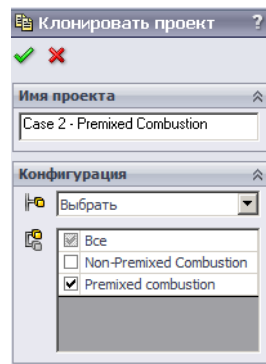 Клонировать проект ?
Имя проекта
Case 2 - Premixed Combustion
Конфигурация
Выбрать
Все
Non-Premixed Combustion
Premixed combustion